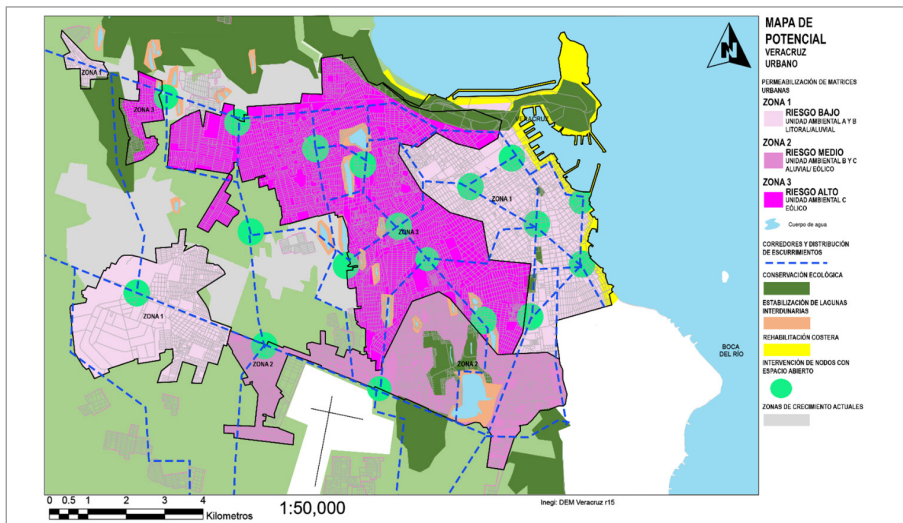 MAPA DE
POTENCIAL
VERACRUZ
URBANO
PERMEABILIZACIÓN DE MATRICES
URBANAS
ZONA 1
RIESGO BAJO
UNIDAD AMBIENTAL A Y B
LITORAL/ALUVIAL
ZONA 2
RIESGO MEDIO
UNIDAD AMBIENTAL B Y C
ALUVIAL/ EÓLICO
ZONA 3
RIESGO ALTO
UNIDAD AMBIENTAL C
EÓLICO
Cuerpo de agua
CORREDORES Y DISTRIBUCIÓN
DE ESCURRIMIENTOS
CONSERVACIÓN ECOLÓGICA
ESTABILIZACIÓN DE LAGUNAS
INTERDUNARIAS
REHABILITACIÓN COSTERA
INTERVENCIÓN DE NODOS CON
ESPACIO ABIERTO
ZONAS DE CRECIMIENTO ACTUALES
N
ZONA 1
ZONA 3
VERACRUZ
ZONA 1
ZONA 3
ZONA 1
ZONA 2
ZONA 2
BOCA
DEL RÍO
0 0.5 1 2 3 4
Kilometros
1:50,000
Inegi: DEM Veracruz r15